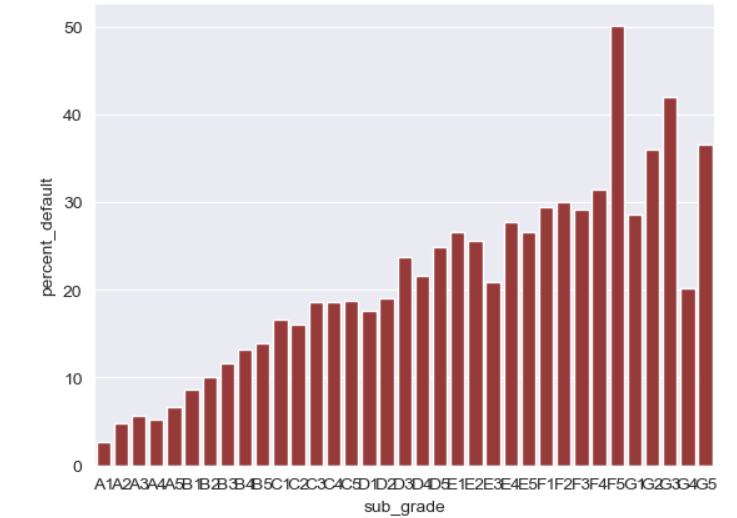 50
40
30
20
10
0
percent_default
A1A2A3A4A5B1B2B3B4B5C1C2C3C4C5D1D2D3D4D5E1E2E3E4E5F1F2F3F4F5G1G2G3G4G5
sub_grade